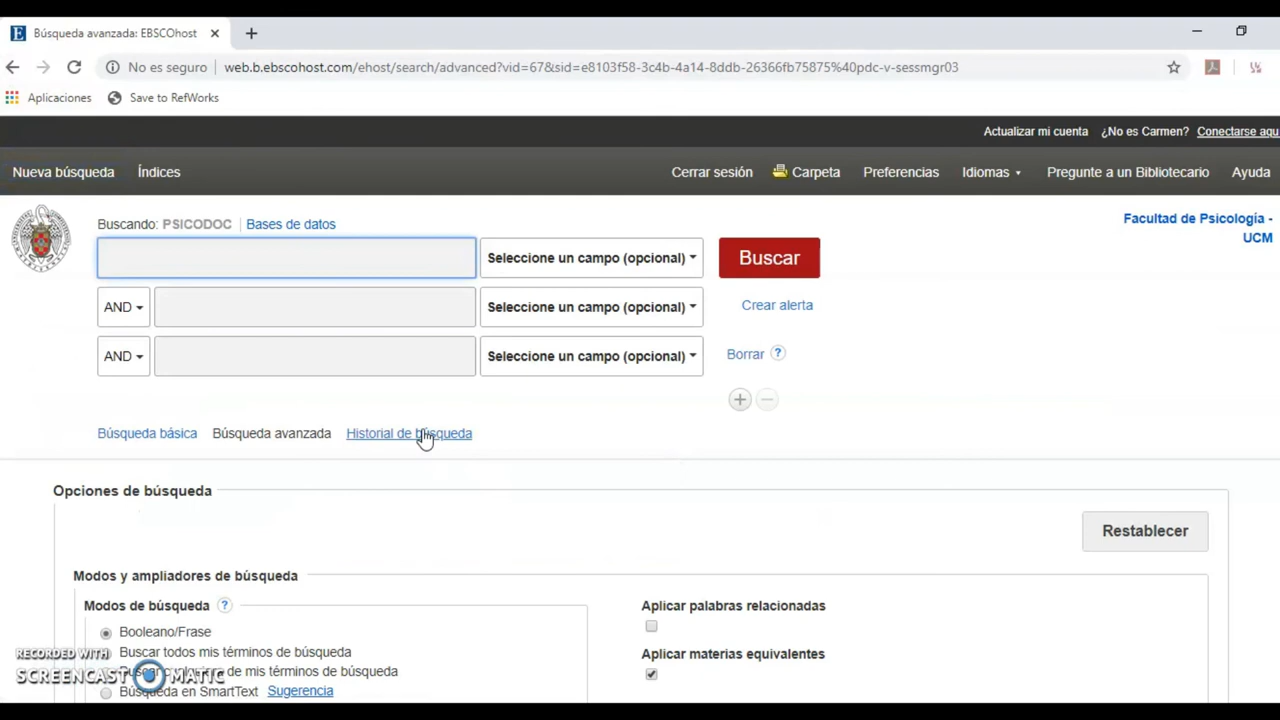 Búsqueda avanzada: EBSCOhost
No es seguro web.b.ebscohost.com/ehost/search/advanced?vid=67&sid=e8103f58-3c4b-4a14-8ddb-26366fb75875%40pdc-v-sessmgr03
Aplicaciones Save to RefWorks
Actualizar mi cuenta ¿No es Carmen? Conectarse aqu
Nueva búsqueda Índices Cerrar sesión Carpeta Preferencias Idiomas Pregunte a un Bibliotecario Ayuda
Buscando: PSICODOC Bases de datos
Facultad de Psicología -
UCM
Seleccione un campo (opcional) Buscar
AND Seleccione un campo (opcional) Crear alerta
AND Seleccione un campo (opcional) Borrar ?
Búsqueda básica Búsqueda avanzada Historial de búsqueda
Opciones de búsqueda
Restablecer
Modos y ampliadores de búsqueda
Modos de búsqueda ?
Aplicar palabras relacionadas
Booleano/Frase
Buscar todos mis términos de búsqueda
Aplicar materias equivalentes
de mis términos de búsqueda
Búsqueda en SmartText Sugerencia
RECORDED WITH
SCREENCAST MATIC